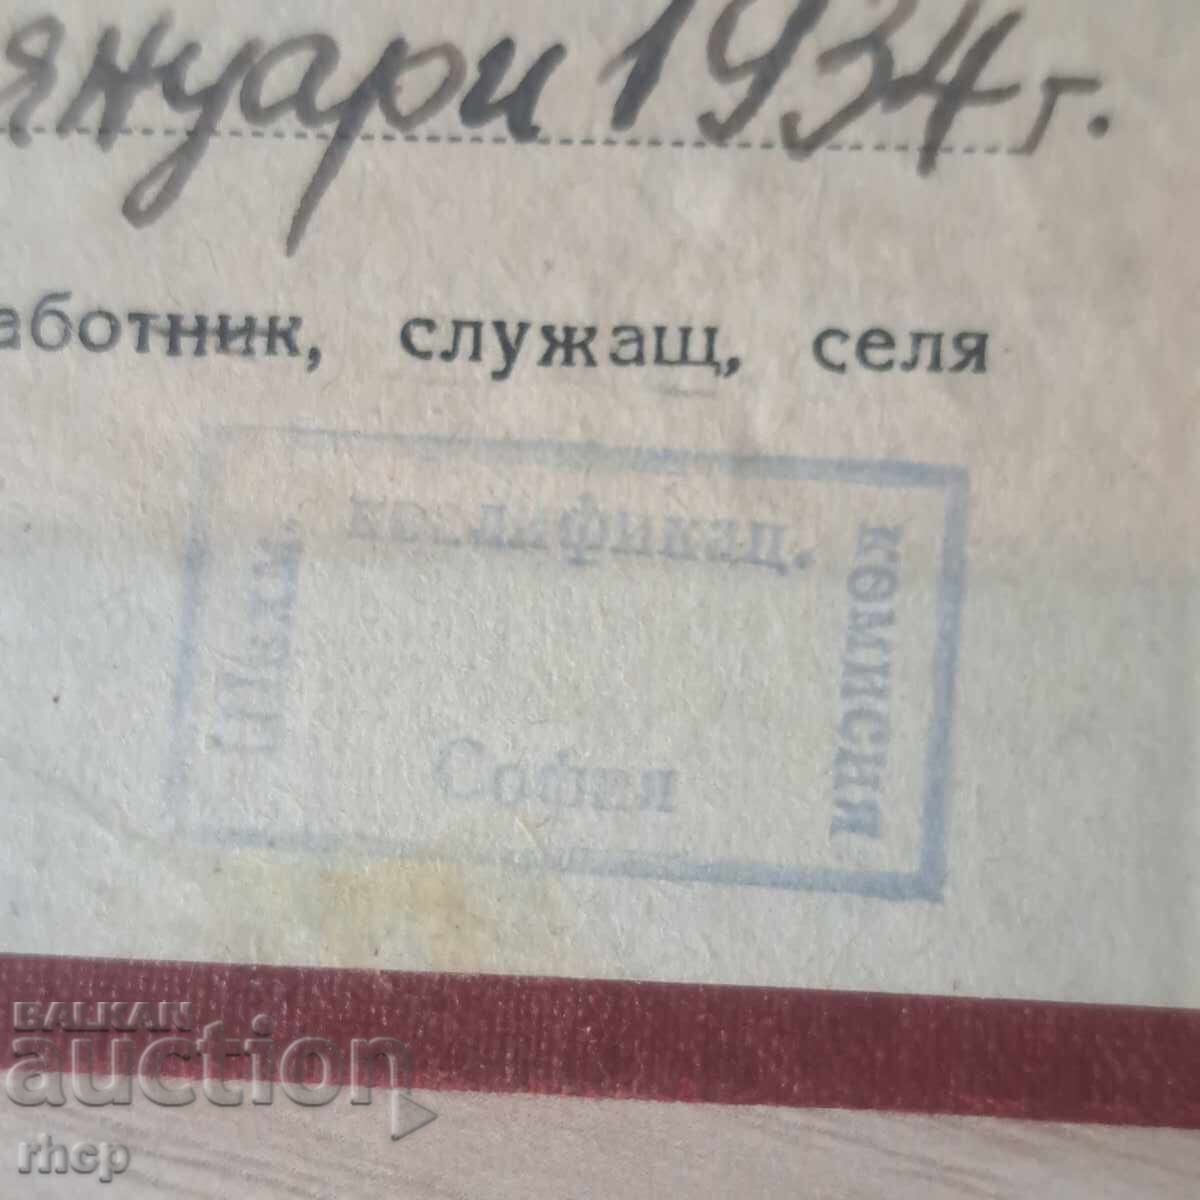 януари 1934 г.
аботник, служащ, селя
квалификац.
комисия
София
BALKAN
auction
rhcp